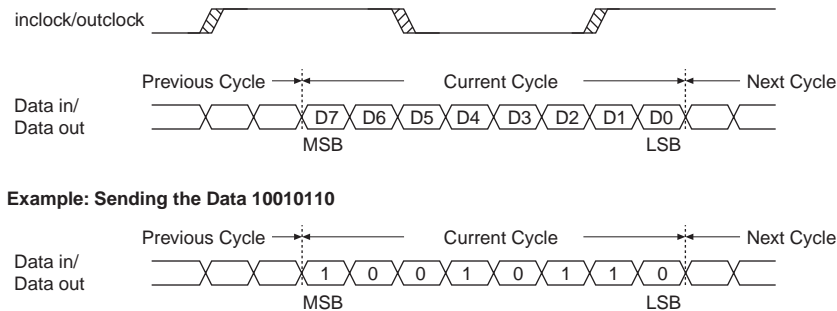 inclock/outclock
Previous Cycle Current Cycle Next Cycle
Data in/
Data out
D7 D6 D5 D4 D3 D2 D1 D0
MSB LSB
Example: Sending the Data 10010110
Previous Cycle Current Cycle Next Cycle
Data in/
Data out
1 0 0 1 0 1 1 0
MSB LSB